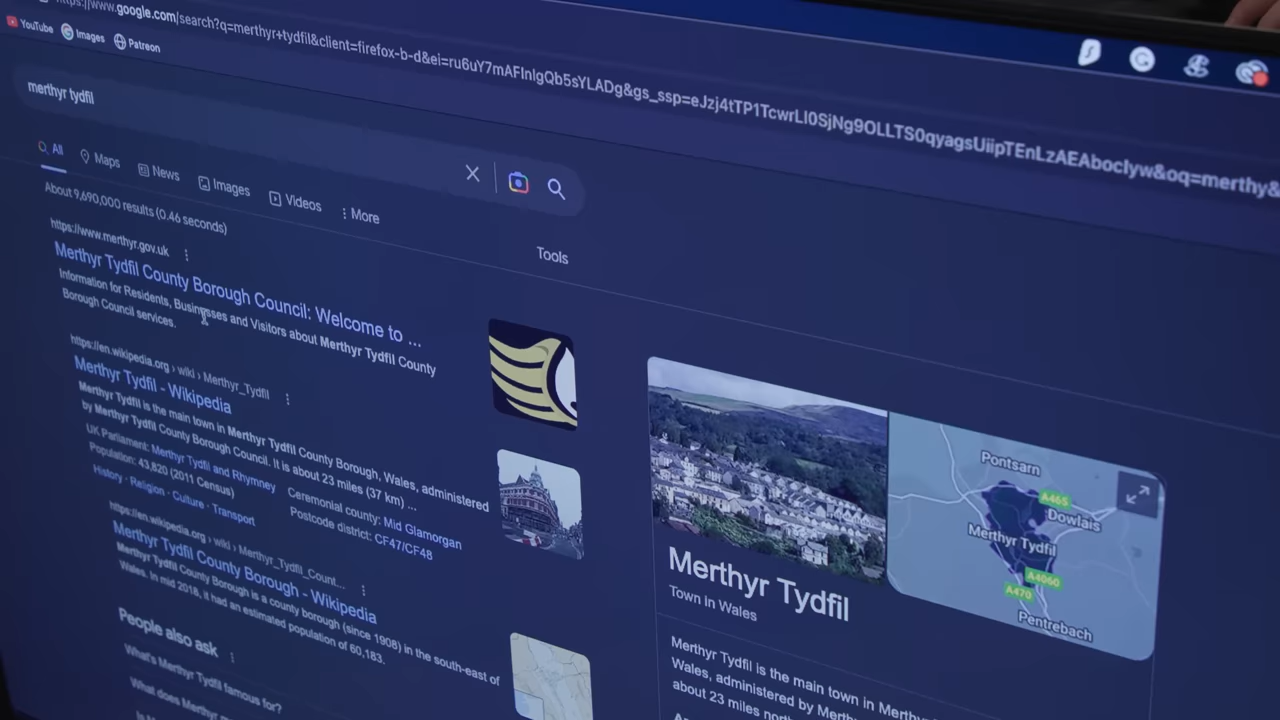 https://www.google.com/search?q=merthyr+tydfil&client=firefox-b-d&ei=ru6uY7mAFInIgQb5sYLADg&gs_ssp=eJzj4tTP1TcwrLI0SjNg9OLLTS0qyagsUiipTEnLzAEAboclyw&oq=merthy&
YouTube Images Patreon
merthyr tydfil
All Maps News Images Videos More
Tools
About 9,690,000 results (0.46 seconds)
https://www.merthyr.gov.uk
Merthyr Tydfil County Borough Council: Welcome to ...
Information for Residents, Businesses and Visitors about Merthyr Tydfil County
Borough Council services.
https://en.wikipedia.org › wiki › Merthyr_Tydfil
Merthyr Tydfil - Wikipedia
Merthyr Tydfil is the main town in Merthyr Tydfil County Borough, Wales, administered
by Merthyr Tydfil County Borough Council. It is about 23 miles (37 km) ...
UK Parliament: Merthyr Tydfil and Rhymney
Ceremonial county: Mid Glamorgan
Population: 43,820 (2011 Census)
Postcode district: CF47/CF48
History · Religion · Culture · Transport
https://en.wikipedia.org › wiki › Merthyr_Tydfil_Count...
Merthyr Tydfil County Borough - Wikipedia
Merthyr Tydfil County Borough is a county borough (since 1908) in the south-east of
Wales. In mid 2018, it had an estimated population of 60,183.
People also ask
What's Merthyr Tydfil famous for?
What does Merthyr
Pontsarn
A465
Dowlais
Merthyr Tydfil
A4060
A470
Pentrebach
Merthyr Tydfil
Town in Wales
Merthyr Tydfil is the main town in Merthyr Tydfil
Wales, administered by Merthyr
about 23 miles north